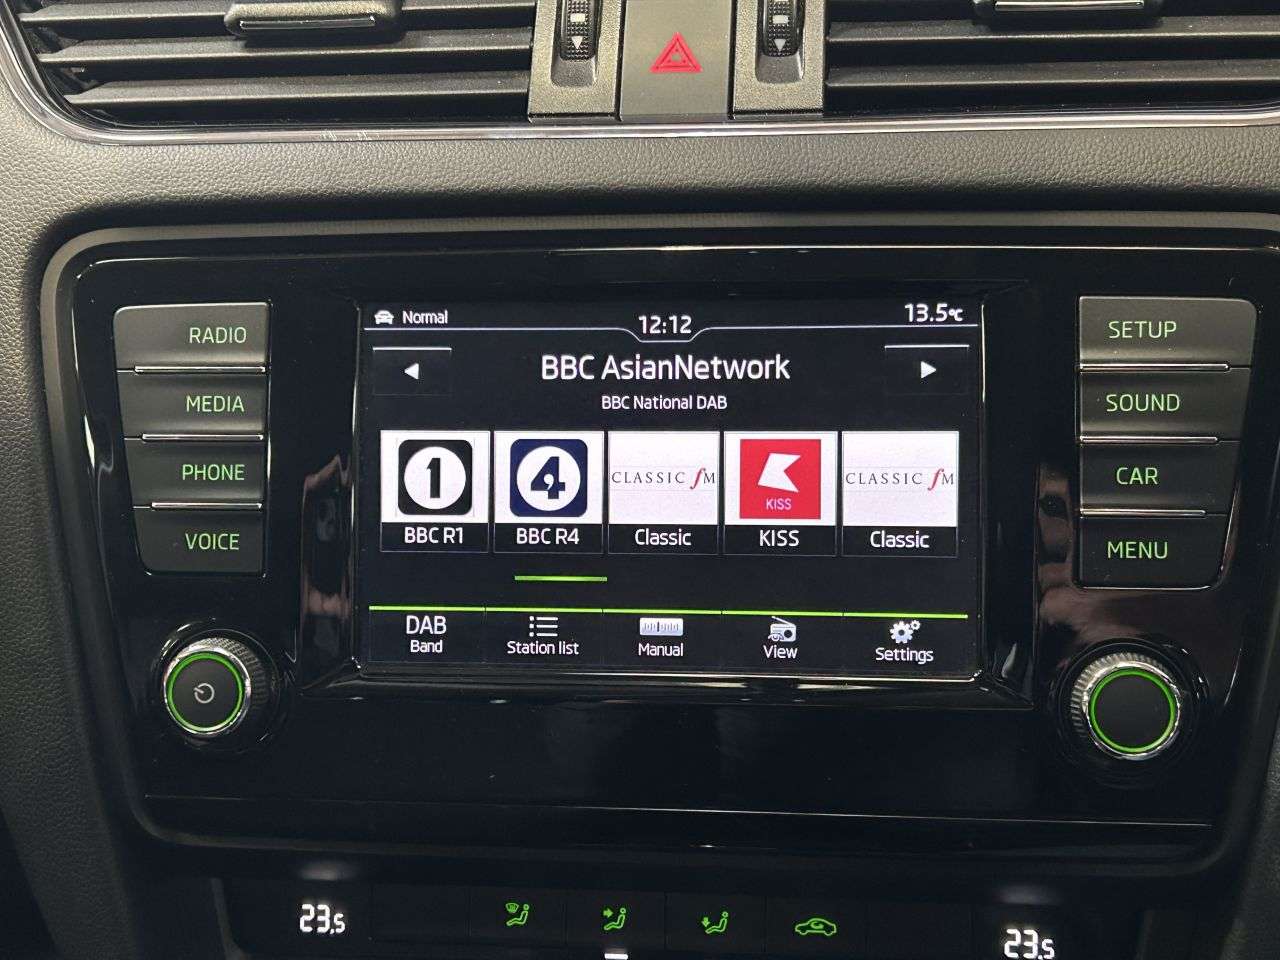 Normal
12:12
13.5°C
BBC AsianNetwork
BBC National DAB
RADIO
MEDIA
PHONE
VOICE
1
4
CLASSIC fM
KISS
CLASSIC fM
BBC R1
BBC R4
Classic
KISS
Classic
DAB
Band
Station list
Manual
View
Settings
SETUP
SOUND
CAR
MENU
23.5
23.5